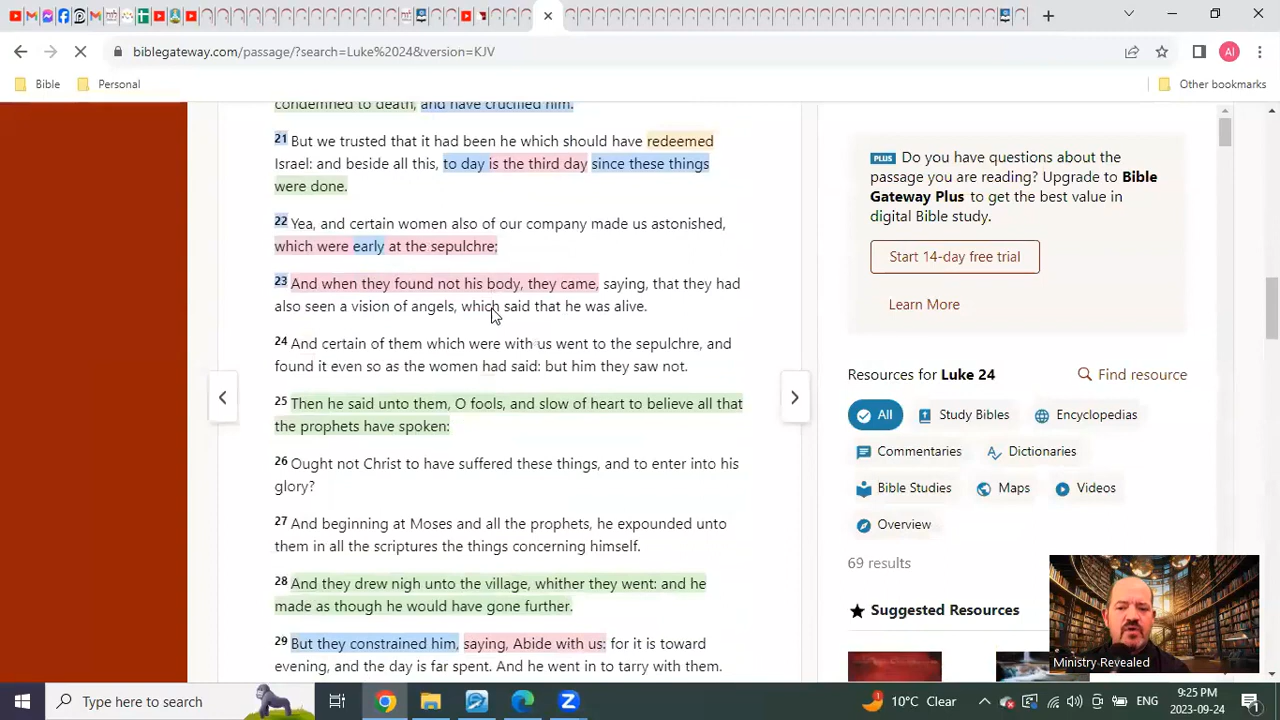 biblegateway.com/passage/?search=Luke%2024&version=KJV
AI
Bible
Personal
Other bookmarks
condemned to death, and have crucified him.
21 But we trusted that it had been he which should have redeemed
Israel: and beside all this, to day is the third day since these things
were done.
22 Yea, and certain women also of our company made us astonished,
which were early at the sepulchre;
23 And when they found not his body, they came, saying, that they had
also seen a vision of angels, which said that he was alive.
24 And certain of them which were with us went to the sepulchre, and
found it even so as the women had said: but him they saw not.
25 Then he said unto them, O fools, and slow of heart to believe all that
the prophets have spoken:
26 Ought not Christ to have suffered these things, and to enter into his
glory?
27 And beginning at Moses and all the prophets, he expounded unto
them in all the scriptures the things concerning himself.
28 And they drew nigh unto the village, whither they went: and he
made as though he would have gone further.
29 But they constrained him, saying, Abide with us: for it is toward
evening, and the day is far spent. And he went in to tarry with them.
PLUS Do you have questions about the
passage you are reading? Upgrade to Bible
Gateway Plus to get the best value in
digital Bible study.
Start 14-day free trial
Learn More
Resources for Luke 24
Find resource
All
Study Bibles
Encyclopedias
Commentaries
Dictionaries
Bible Studies
Maps
Videos
Overview
69 results
Suggested Resources
Ministry Revealed
Type here to search
1
10°C Clear
ENG
9:25 PM
2023-09-24
1